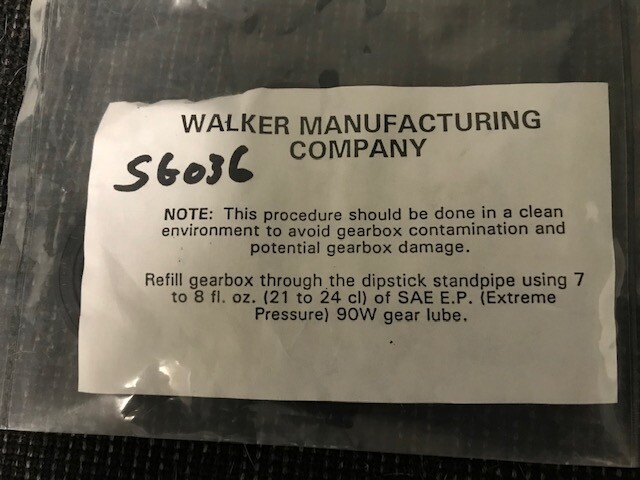 WALKER MANUFACTURING
COMPANY
SG036
NOTE: This procedure should be done in a clean
environment to avoid gearbox contamination and
potential gearbox damage.
Refill gearbox through the dipstick standpipe using 7
to 8 fl. oz. (21 to 24 cl) of SAE E.P. (Extreme
Pressure) 90W gear lube.